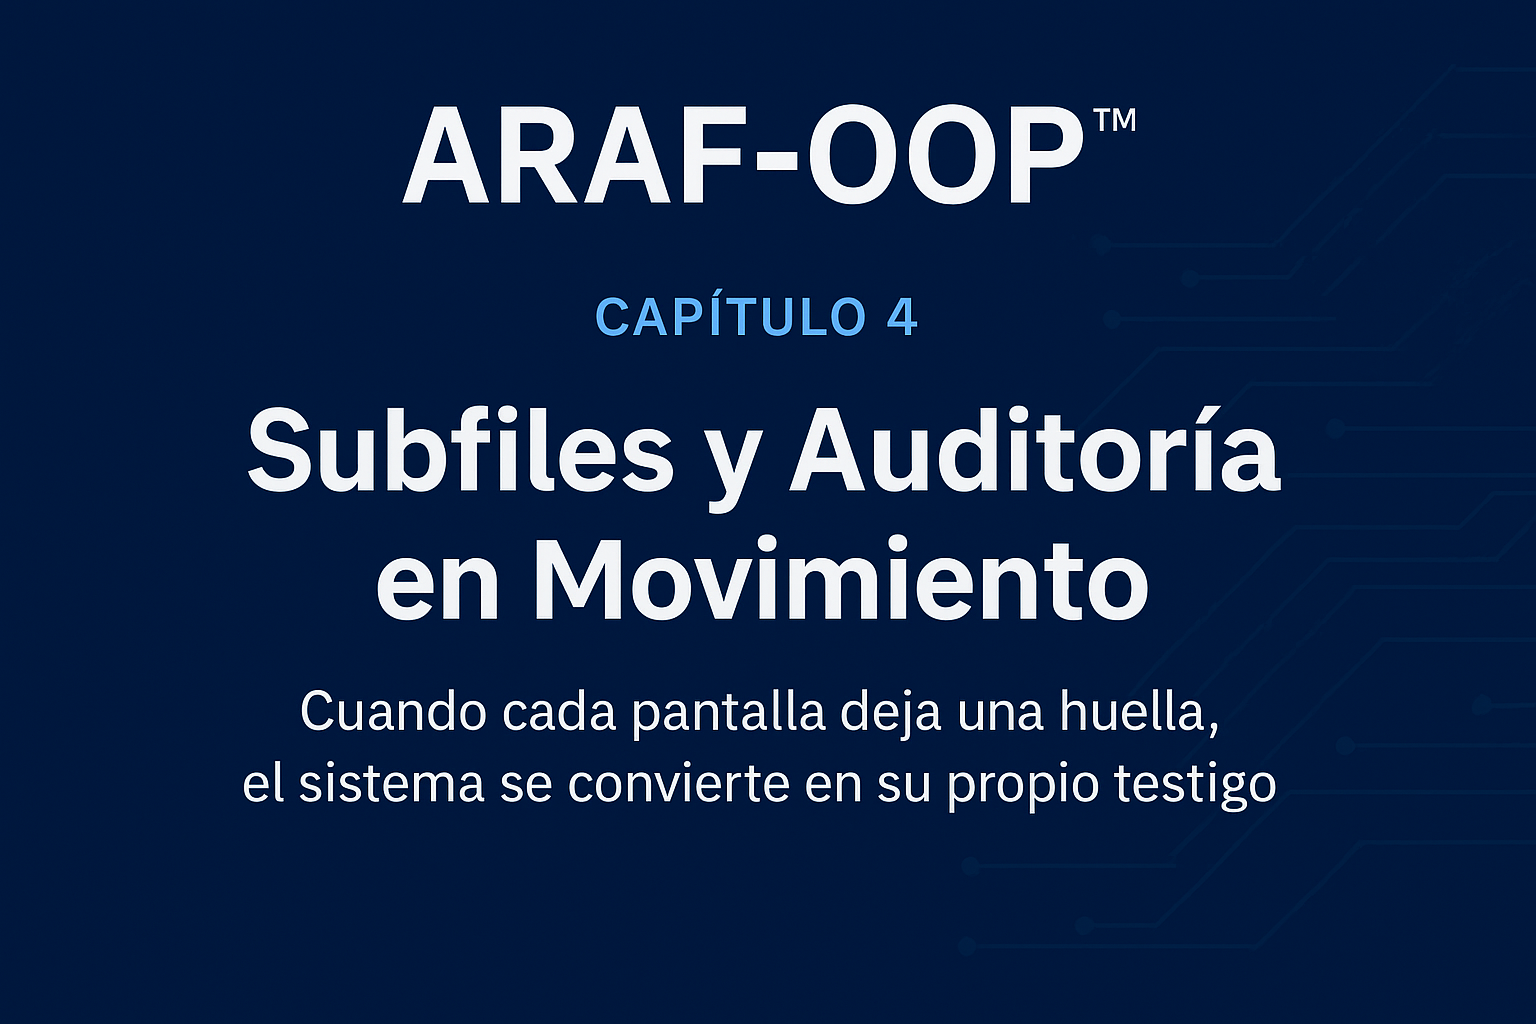 ARAF-OOP™
CAPÍTULO 4
Subfiles y Auditoría
en Movimiento
Cuando cada pantalla deja una huella,
el sistema se convierte en su propio testigo